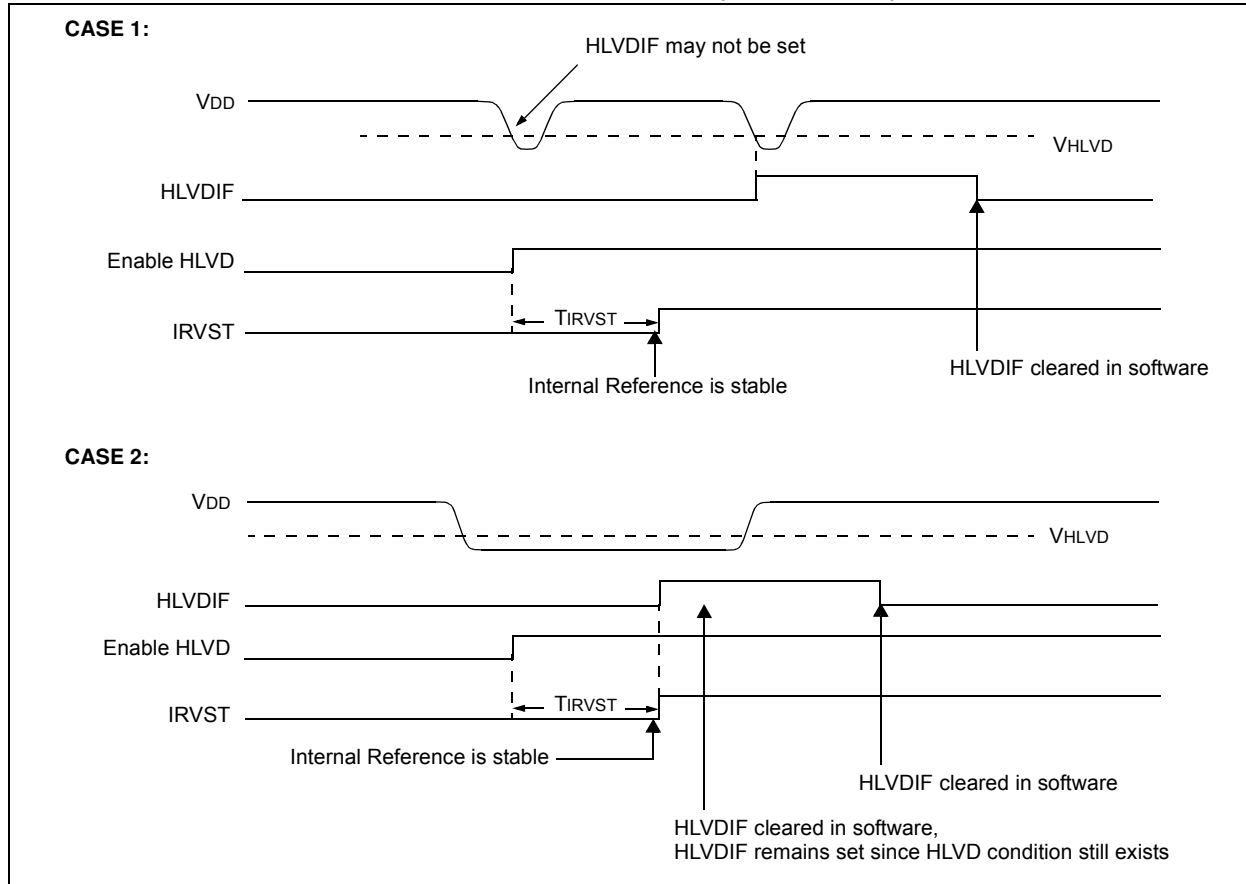 CASE 1:
HLVDIF may not be set
VDD
VHLVD
HLVDIF
Enable HLVD
TIRVST
IRVST
HLVDIF cleared in software
Internal Reference is stable
CASE 2:
VDD
VHLVD
HLVDIF
Enable HLVD
TIRVST
IRVST
Internal Reference is stable
HLVDIF cleared in software
HLVDIF cleared in software,
HLVDIF remains set since HLVD condition still exists